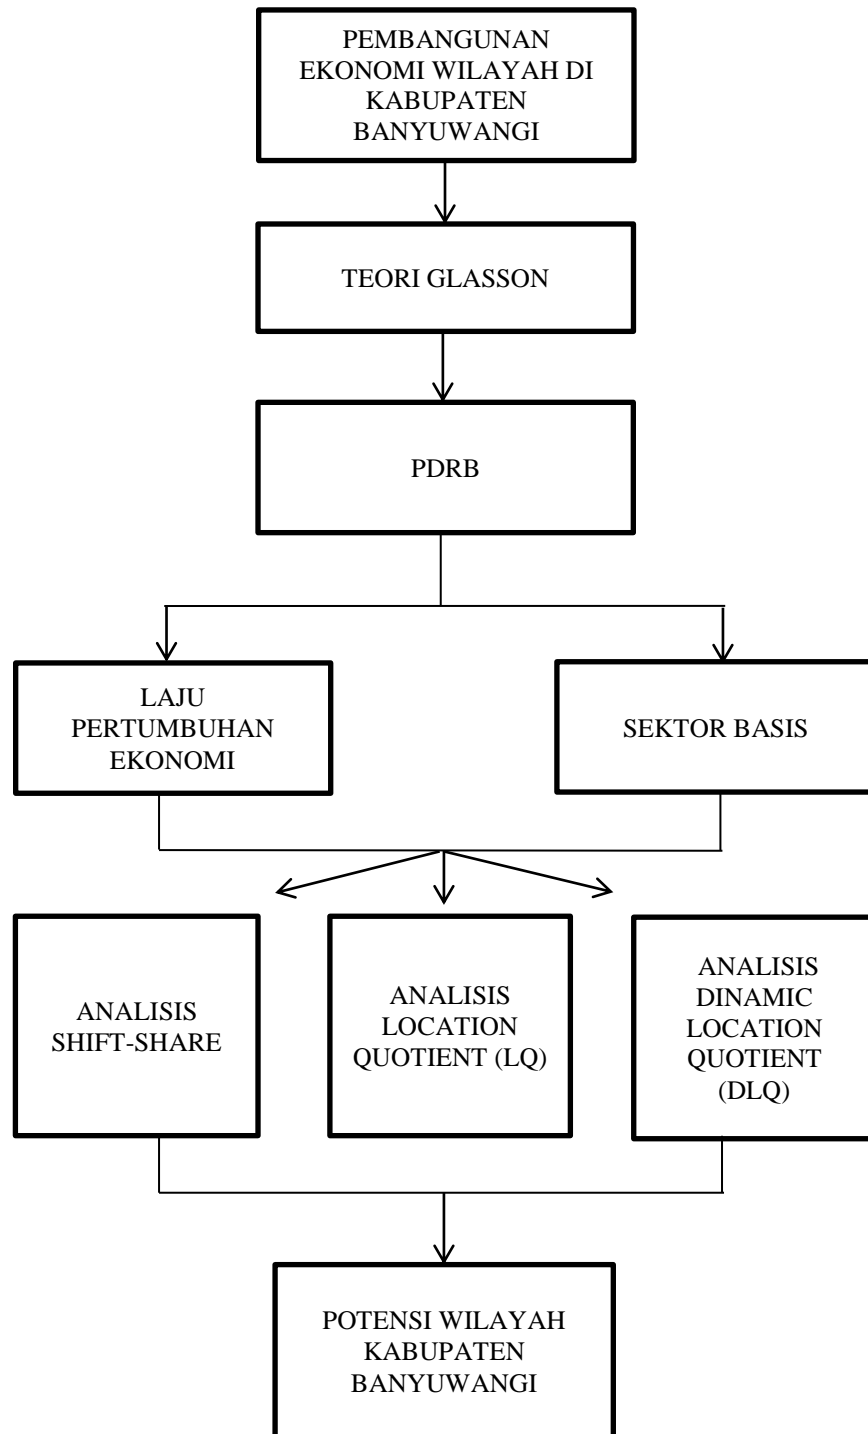 PEMBANGUNAN
EKONOMI WILAYAH DI
KABUPATEN
BANYUWANGI
TEORI GLASSON
PDRB
LAJU
PERTUMBUHAN
EKONOMI
SEKTOR BASIS
ANALISIS
SHIFT-SHARE
ANALISIS
LOCATION
QUOTIENT (LQ)
ANALISIS
DINAMIC
LOCATION
QUOTIENT
(DLQ)
POTENSI WILAYAH
KABUPATEN
BANYUWANGI